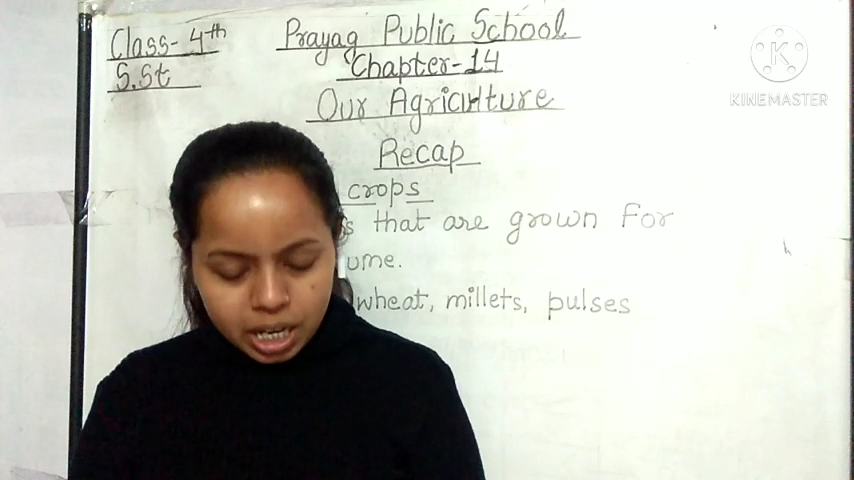 Class- 4th
Prayag Public School
S.St
Chapter-14
Our Agriculture
Recap
crops
s that are grown for
ume.
wheat, millets, pulses
K
KINEMASTER